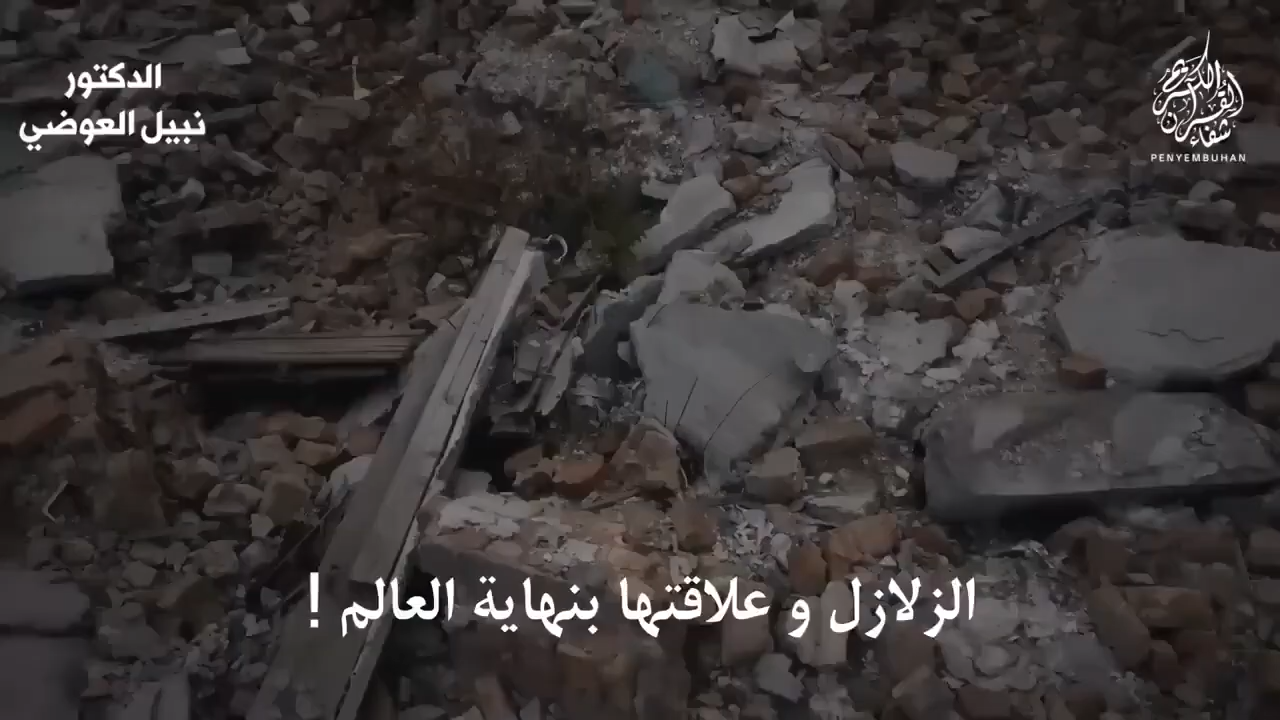 الدكتور
نبيل العوضي
القرآن الكريم
شفاء
PENYEMBUHAN
الزلازل و علاقتها بنهاية العالم !